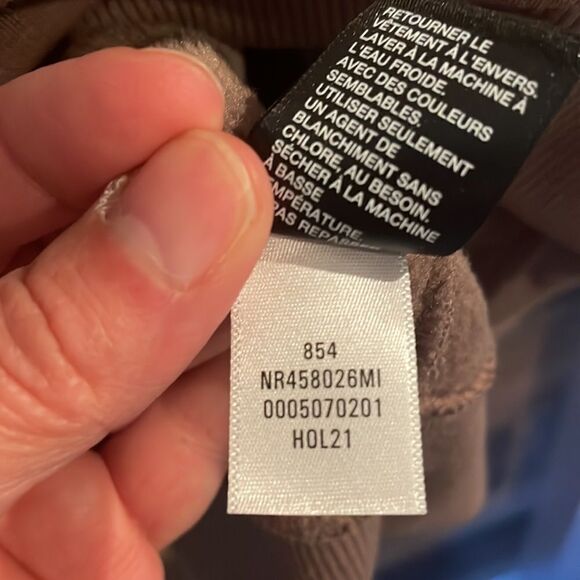 RETOURNER LE
VÊTEMENT À L'ENVERS.
LAVER À LA MACHINE À
L'EAU FROIDE.
AVEC DES COULEURS
SEMBLABLES.
UTILISER SEULEMENT
UN AGENT DE
BLANCHIMENT SANS
CHLORE, AU BESOIN.
SÉCHER À LA MACHINE
À BASSE
PAS
854
NR458026MI
0005070201
HOL21